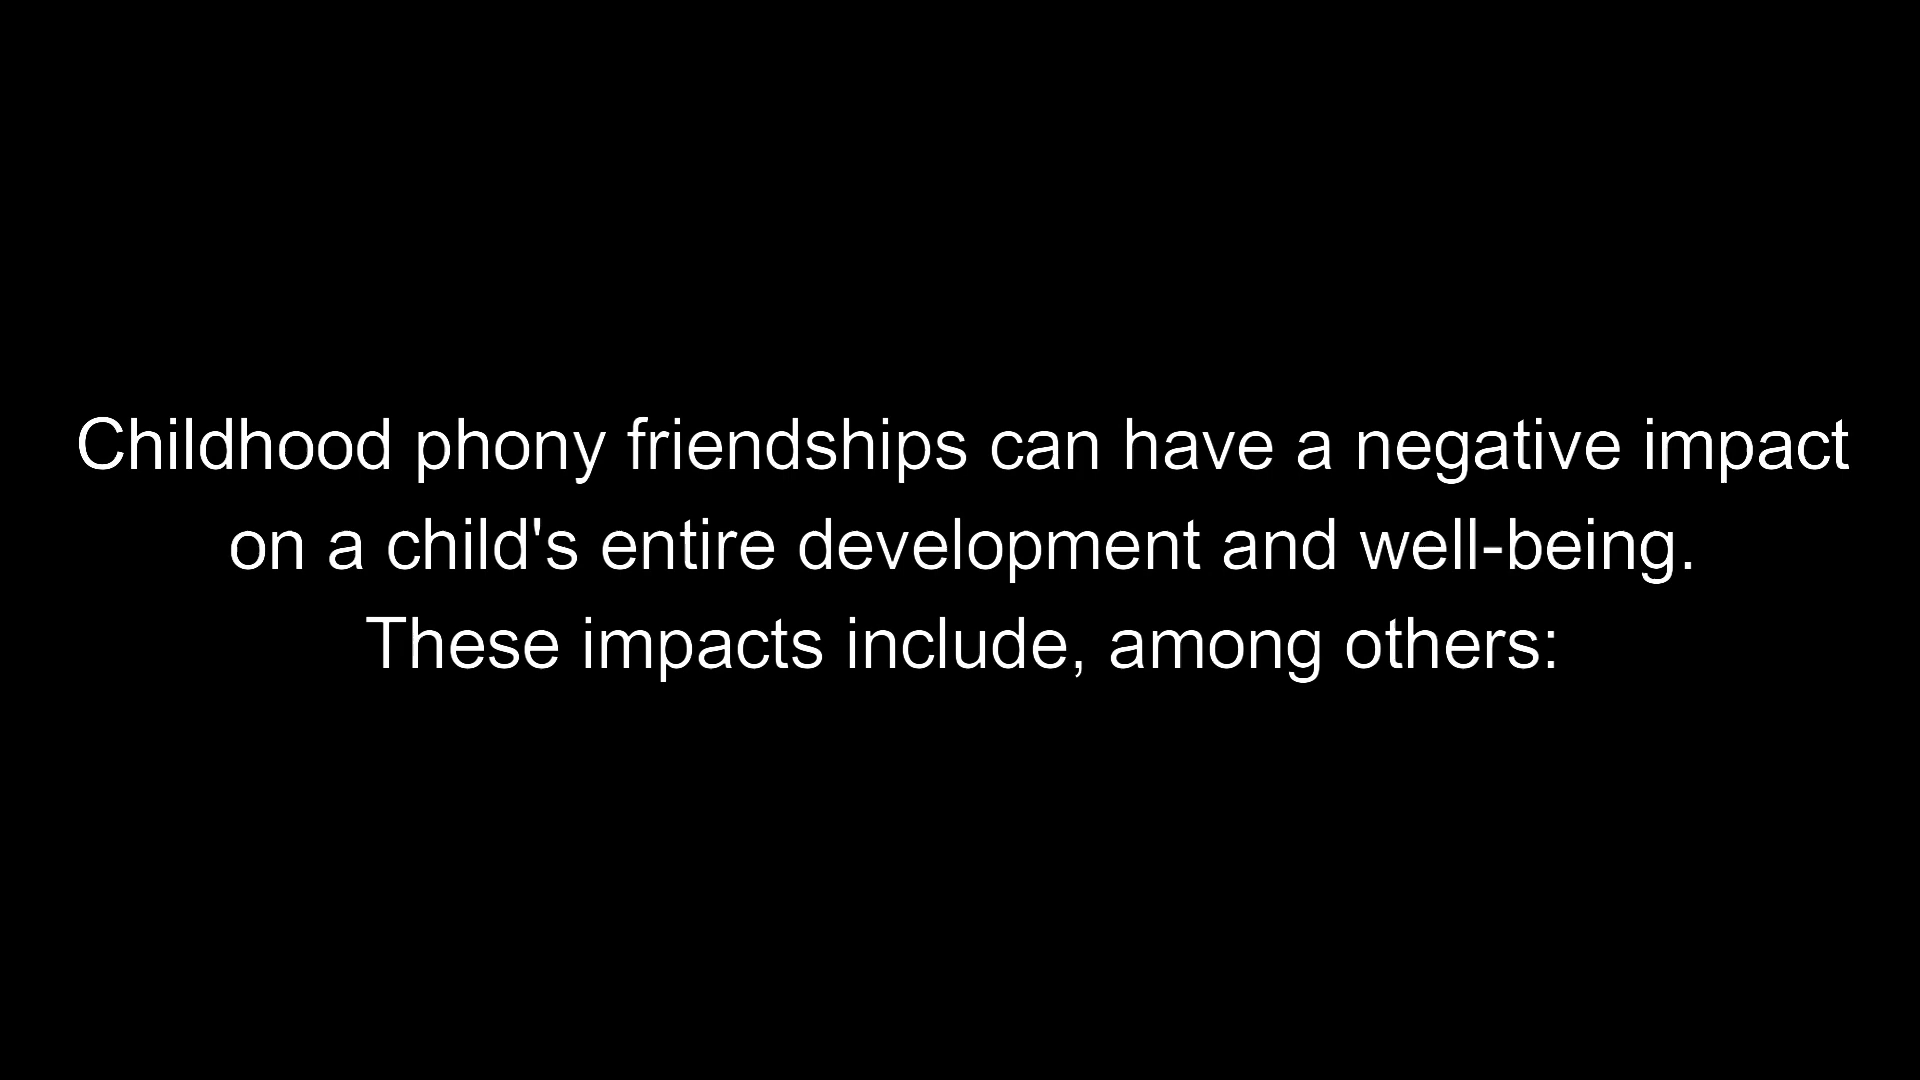 Childhood phony friendships can have a negative impact
on a child's entire development and well-being.
These impacts include, among others: